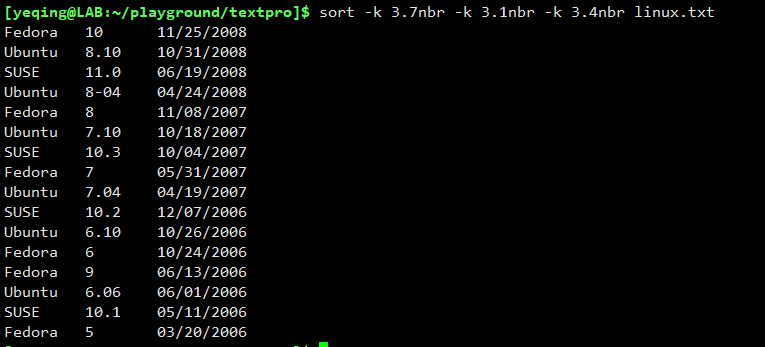 [yeqing@LAB:~/playground/textpro]$ sort -k 3.7nbr -k 3.1nbr -k 3.4nbr linux.txt
Fedora 10 11/25/2008
Ubuntu 8.10 10/31/2008
SUSE 11.0 06/19/2008
Ubuntu 8-04 04/24/2008
Fedora 8 11/08/2007
Ubuntu 7.10 10/18/2007
SUSE 10.3 10/04/2007
Fedora 7 05/31/2007
Ubuntu 7.04 04/19/2007
SUSE 10.2 12/07/2006
Ubuntu 6.10 10/26/2006
Fedora 6 10/24/2006
Fedora 9 06/13/2006
Ubuntu 6.06 06/01/2006
SUSE 10.1 05/11/2006
Fedora 5 03/20/2006